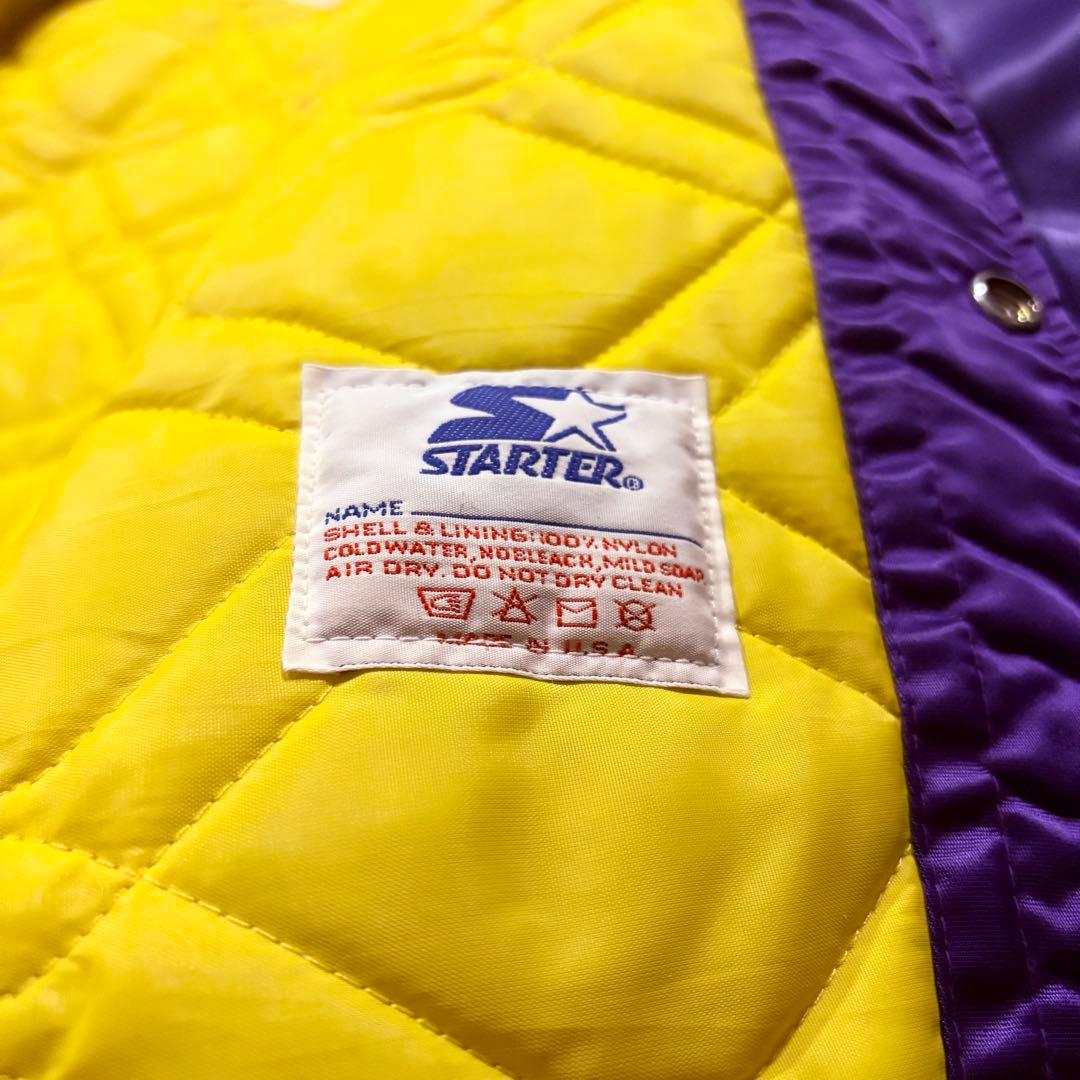 STARTER®
NAME
SHELL & LINING: 100% NYLON
COLD WATER, NO BLEACH, MILD SOAP
AIR DRY. DO NOT DRY CLEAN
MADE IN U.S.A.